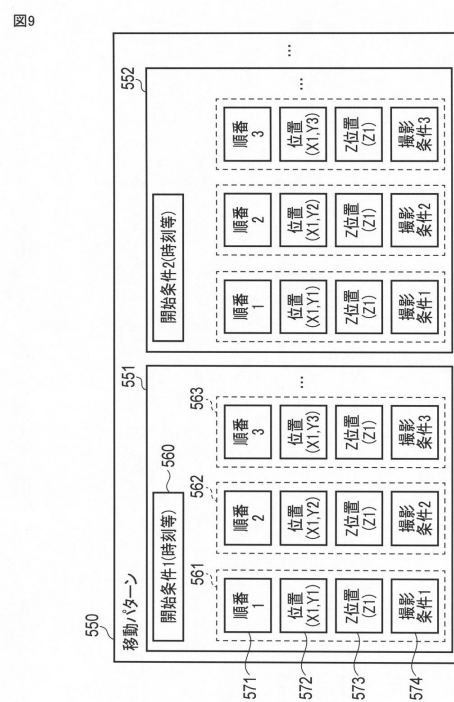 図9
550
移動パターン
551
開始条件1(時刻等)
560
561
順番
1
位置
(X1,Y1)
Z位置
(Z1)
撮影
条件1
562
順番
2
位置
(X1,Y2)
Z位置
(Z1)
撮影
条件2
563
順番
3
位置
(X1,Y3)
Z位置
(Z1)
撮影
条件3
…
571
572
573
574
552
開始条件2(時刻等)
順番
1
位置
(X1,Y1)
Z位置
(Z1)
撮影
条件1
順番
2
位置
(X1,Y2)
Z位置
(Z1)
撮影
条件2
順番
3
位置
(X1,Y3)
Z位置
(Z1)
撮影
条件3
…
…